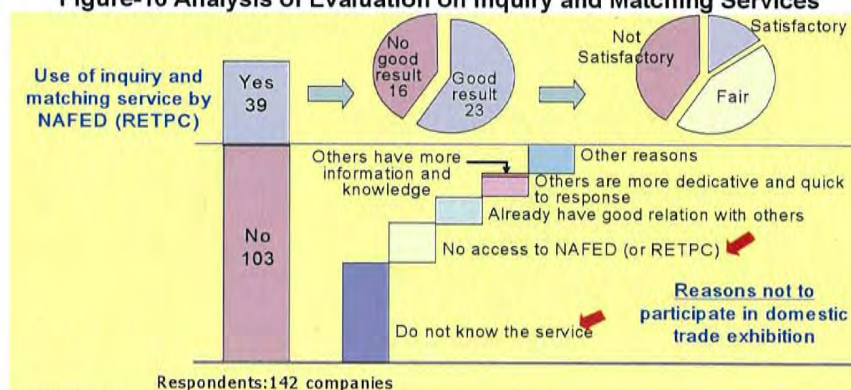 Figure-10 Analysis of Evaluation on Inquiry and Matching Services
Use of inquiry and
matching service by
NAFED (RETPC)
Yes
39
No
good
result
16
Good
result
23
Not
Satisfactory
Satisfactory
Fair
No
103
Others have more
information and
knowledge
Other reasons
Others are more dedicative and quick
to response
Already have good relation with others
No access to NAFED (or RETPC)
Do not know the service
Reasons not to
participate in domestic
trade exhibition
Respondents:142 companies